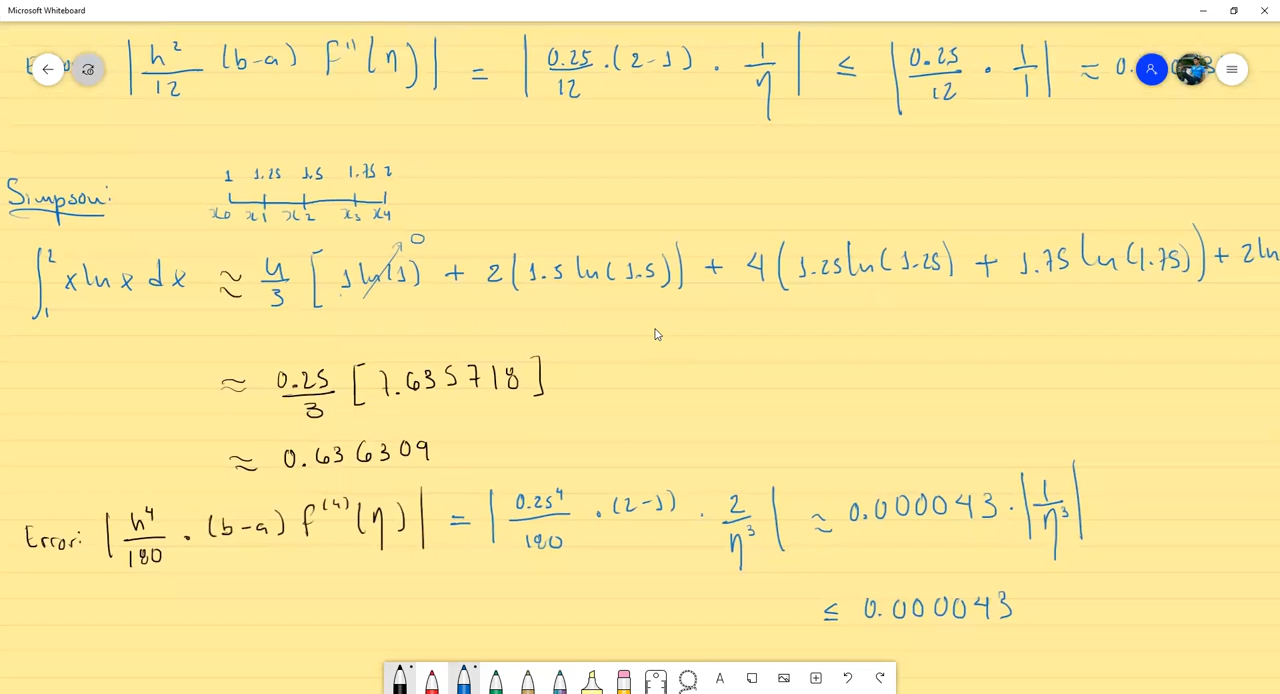 Microsoft Whiteboard
| h²/12 (b-a) f''(η) | = | 0.25/12 · (2-1) · 1/η | ≤ | 0.25/12 · 1/1 | ≈ 0.
Simpson:
1 1.25 1.5 1.75 2
x0 x1 x2 x3 x4
∫₁² x ln x dx ≈ h/3 [ 1 ln(1) 0 + 2(1.5 ln(1.5)) + 4(1.25 ln(1.25) + 1.75 ln(1.75)) + 2 ln
≈ 0.25/3 [ 7.635718 ]
≈ 0.636309
Error: | h⁴/180 · (b-a) f⁽⁴⁾(η) | = | 0.25⁴/180 · (2-1) · 2/η³ | ≈ 0.000043 · | 1/η³ |
≤ 0.000043